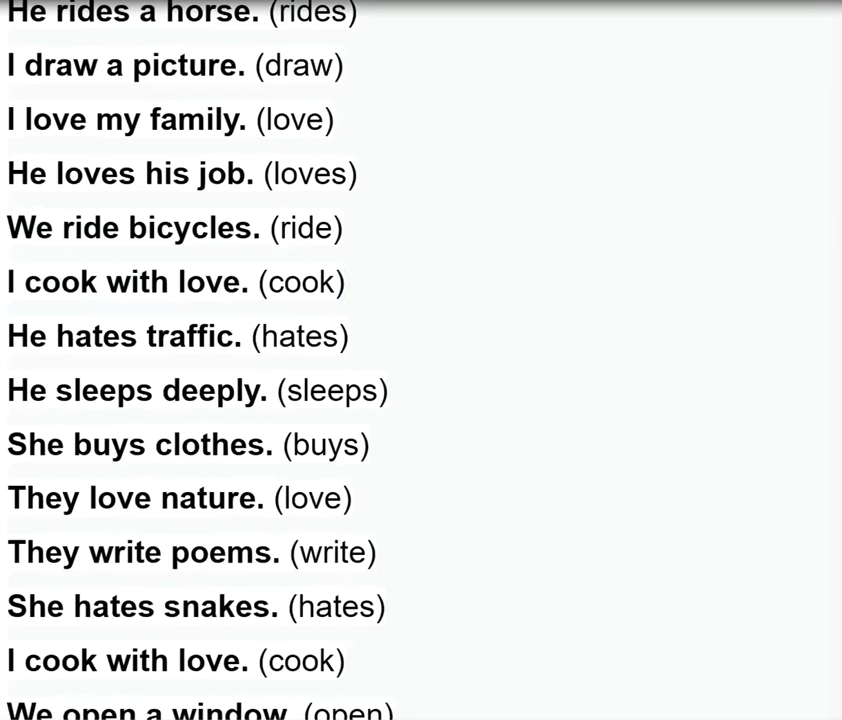 He rides a horse. (rides)
I draw a picture. (draw)
I love my family. (love)
He loves his job. (loves)
We ride bicycles. (ride)
I cook with love. (cook)
He hates traffic. (hates)
He sleeps deeply. (sleeps)
She buys clothes. (buys)
They love nature. (love)
They write poems. (write)
She hates snakes. (hates)
I cook with love. (cook)
We open a window. (open)